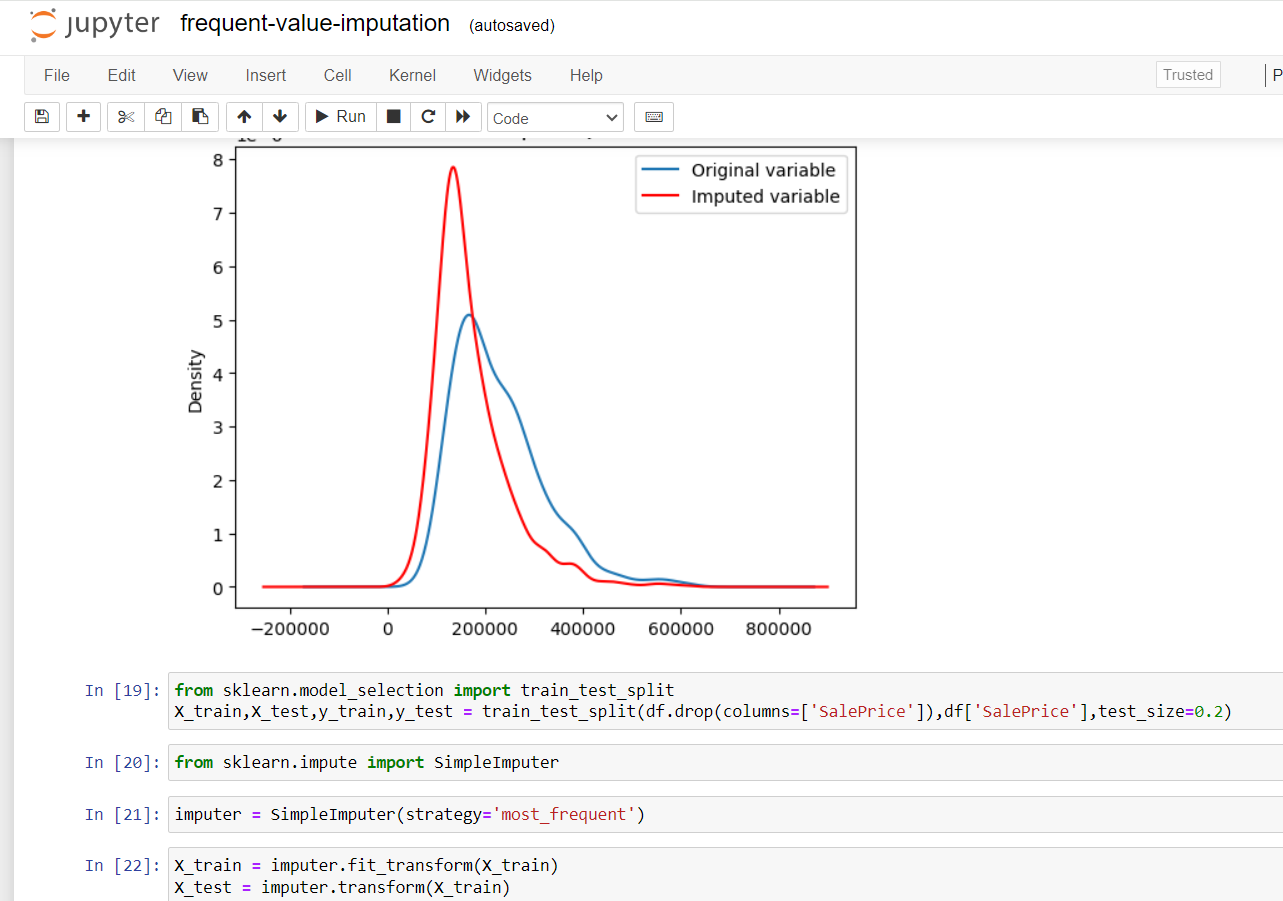 jupyter frequent-value-imputation (autosaved)
File Edit View Insert Cell Kernel Widgets Help Trusted P
Run Code
8
7
6
5
4
3
2
1
0
Density
Original variable
Imputed variable
−200000 0 200000 400000 600000 800000
In [19]: from sklearn.model_selection import train_test_split
X_train,X_test,y_train,y_test = train_test_split(df.drop(columns=['SalePrice']),df['SalePrice'],test_size=0.2)
In [20]: from sklearn.impute import SimpleImputer
In [21]: imputer = SimpleImputer(strategy='most_frequent')
In [22]: X_train = imputer.fit_transform(X_train)
X_test = imputer.transform(X_train)